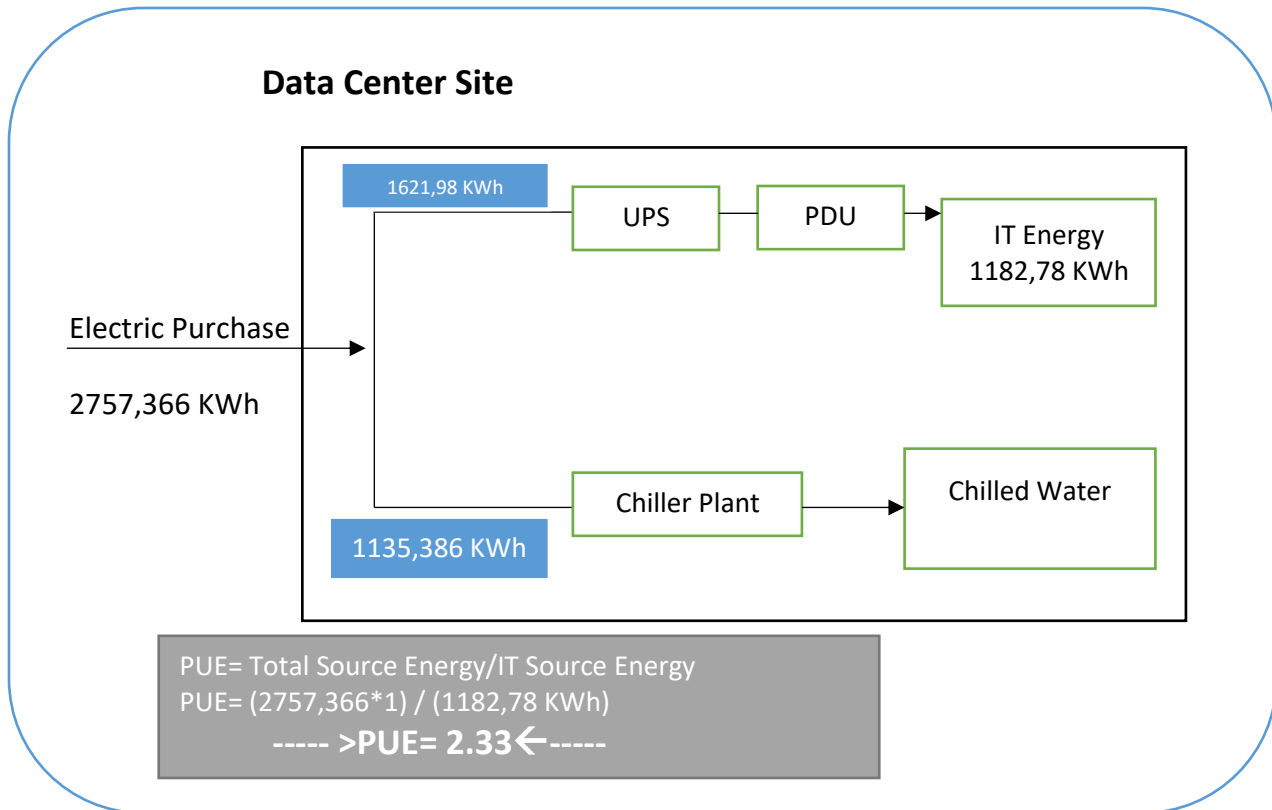 Data Center Site
1621,98 KWh
UPS
PDU
IT Energy
1182,78 KWh
Electric Purchase
2757,366 KWh
Chiller Plant
Chilled Water
1135,386 KWh
PUE= Total Source Energy/IT Source Energy
PUE= (2757,366*1) / (1182,78 KWh)
----- >PUE= 2.33←-----